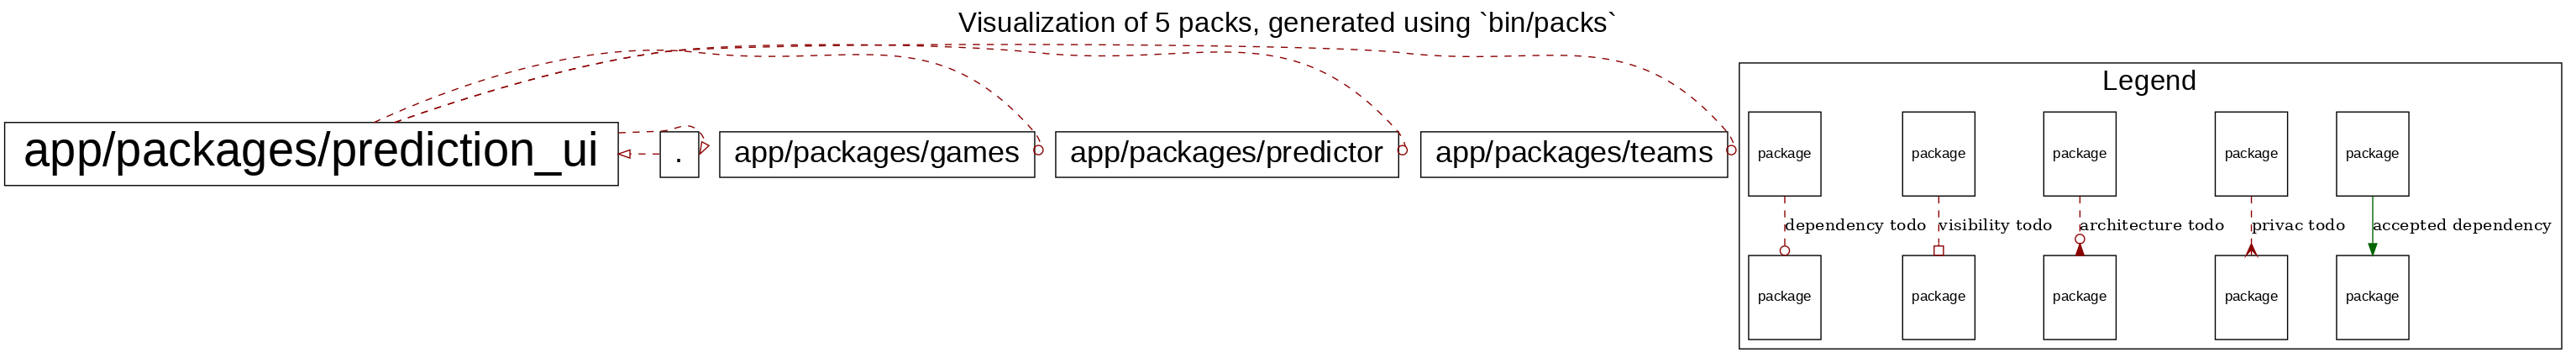 Visualization of 5 packs, generated using `bin/packs`
Legend
app/packages/prediction_ui
.
app/packages/games
app/packages/predictor
app/packages/teams
package
package
package
package
package
dependency todo
visibility todo
architecture todo
privac todo
accepted dependency
package
package
package
package
package